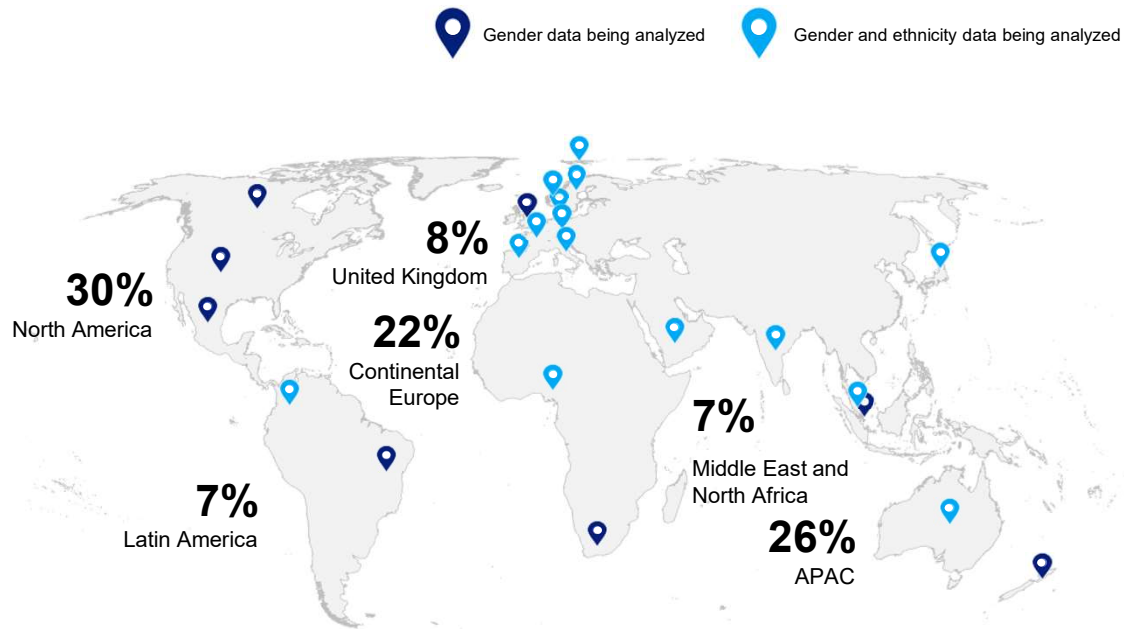 Gender data being analyzed
Gender and ethnicity data being analyzed
8%
United Kingdom
30%
North America
22%
Continental
Europe
7%
Middle East and
North Africa
7%
Latin America
26%
APAC